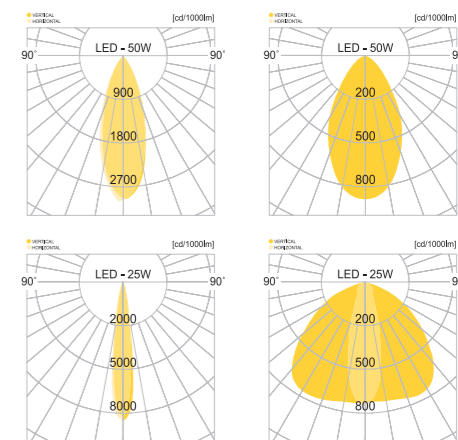 VERTICAL
HORIZONTAL
[cd/1000lm]
LED - 50W
90°
90°
900
1800
2700
VERTICAL
HORIZONTAL
[cd/1000lm]
LED - 50W
90°
9
200
500
800
VERTICAL
HORIZONTAL
[cd/1000lm]
LED - 25W
90°
90°
2000
5000
8000
VERTICAL
HORIZONTAL
[cd/1000lm]
LED - 25W
90°
9
200
500
800